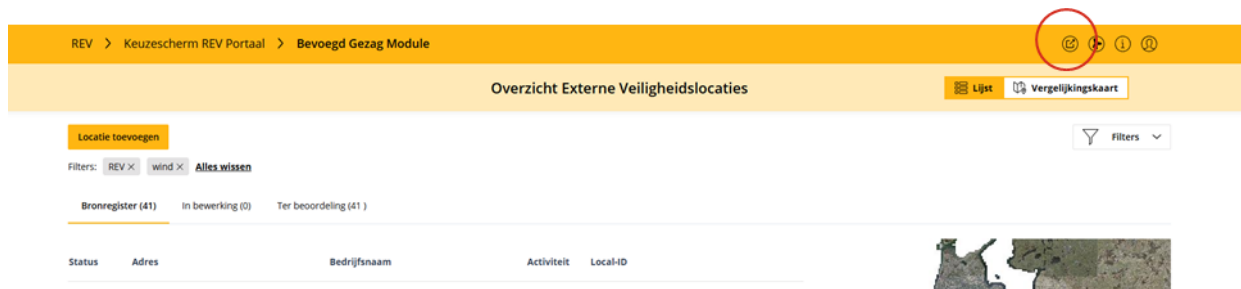 REV > Keuzescherm REV Portaal > Bevoegd Gezag Module
Overzicht Externe Veiligheidslocaties
Lijst Vergelijkingskaart
Locatie toevoegen
Filters
Filters: REV × wind × Alles wissen
Bronregister (41) In bewerking (0) Ter beoordeling (41 )
Status Adres Bedrijfsnaam Activiteit Local-ID